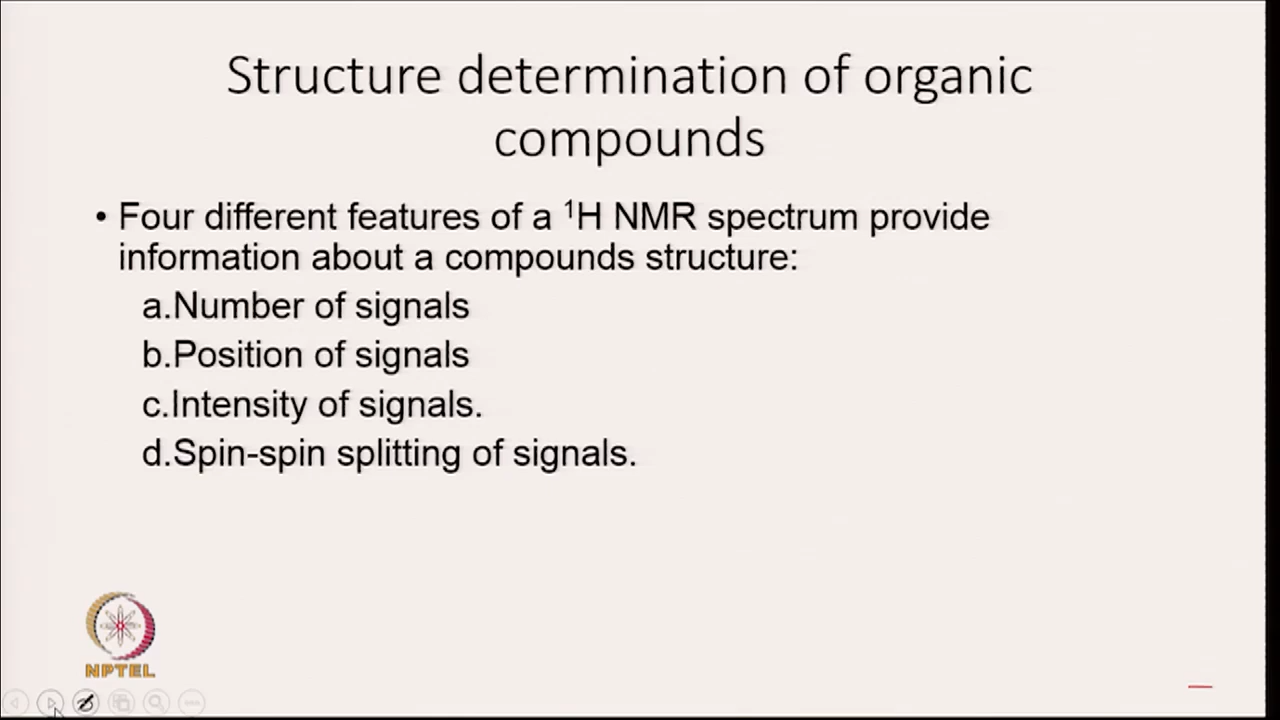 Structure determination of organic
compounds
• Four different features of a ¹H NMR spectrum provide
information about a compounds structure:
a.Number of signals
b.Position of signals
c.Intensity of signals.
d.Spin-spin splitting of signals.
NPTEL